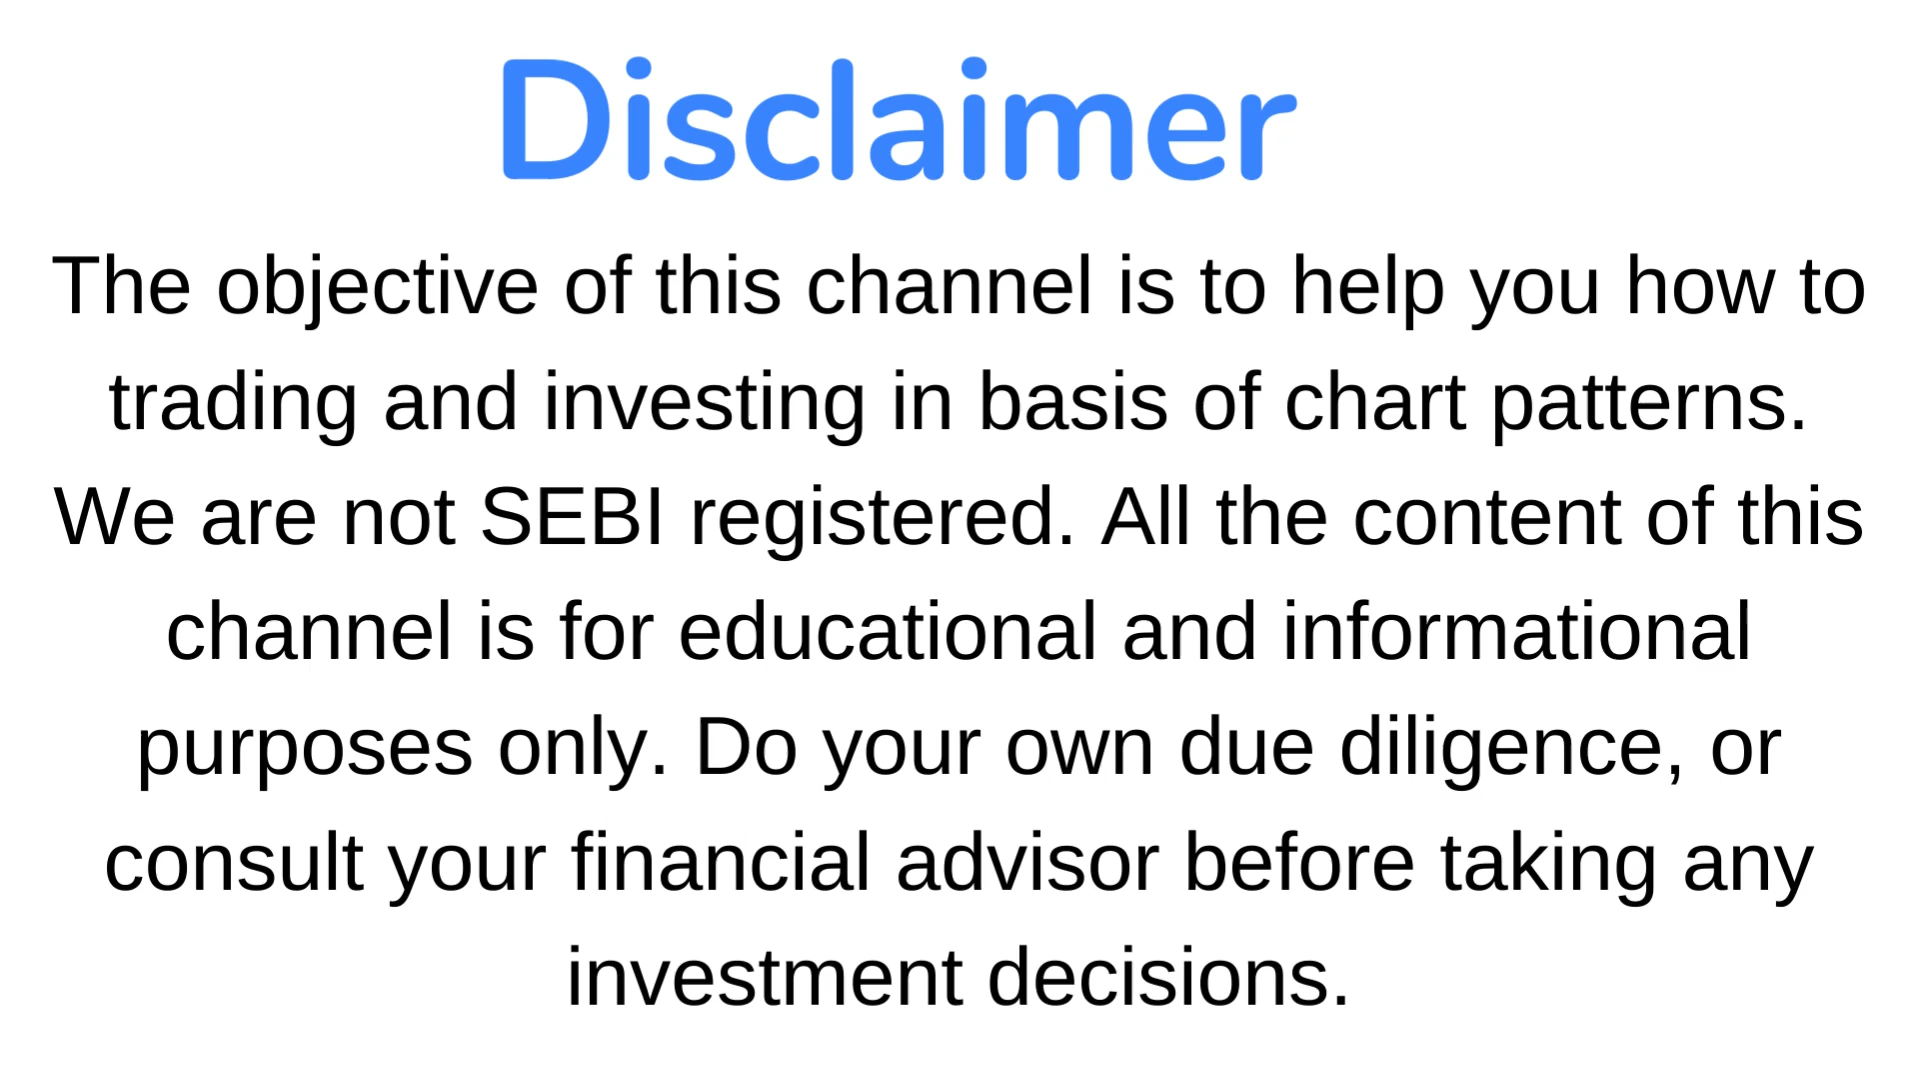 Disclaimer
The objective of this channel is to help you how to
trading and investing in basis of chart patterns.
We are not SEBI registered. All the content of this
channel is for educational and informational
purposes only. Do your own due diligence, or
consult your financial advisor before taking any
investment decisions.